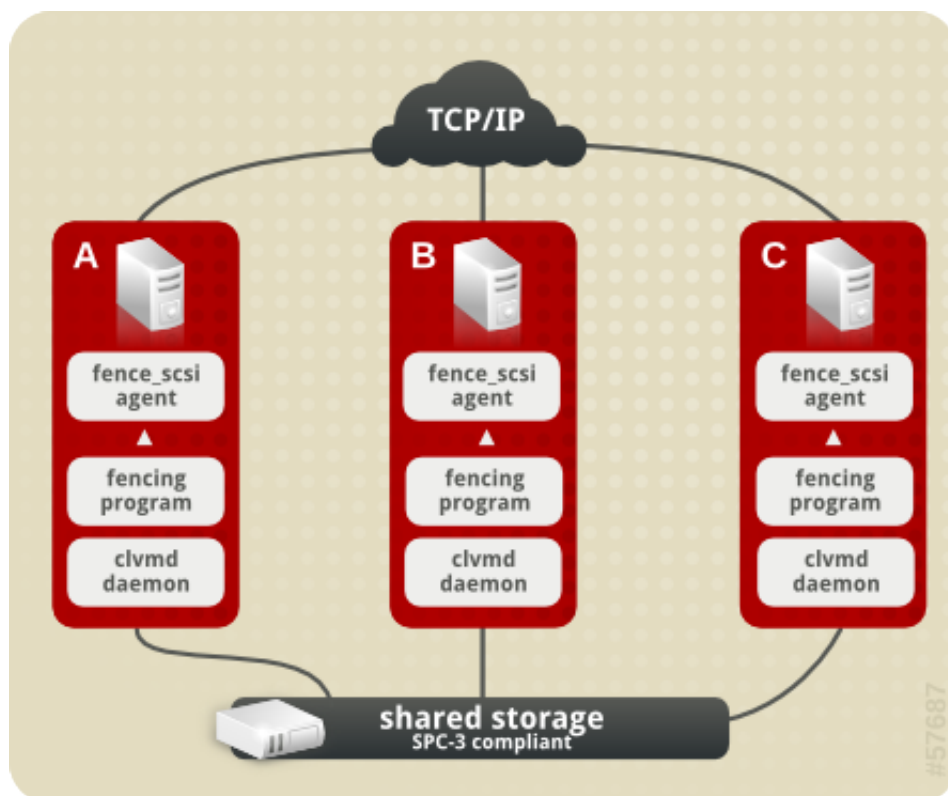 TCP/IP
A
fence_scsi
agent
fencing
program
clvmd
daemon
B
fence_scsi
agent
fencing
program
clvmd
daemon
C
fence_scsi
agent
fencing
program
clvmd
daemon
shared storage
SPC-3 compliant
#57687